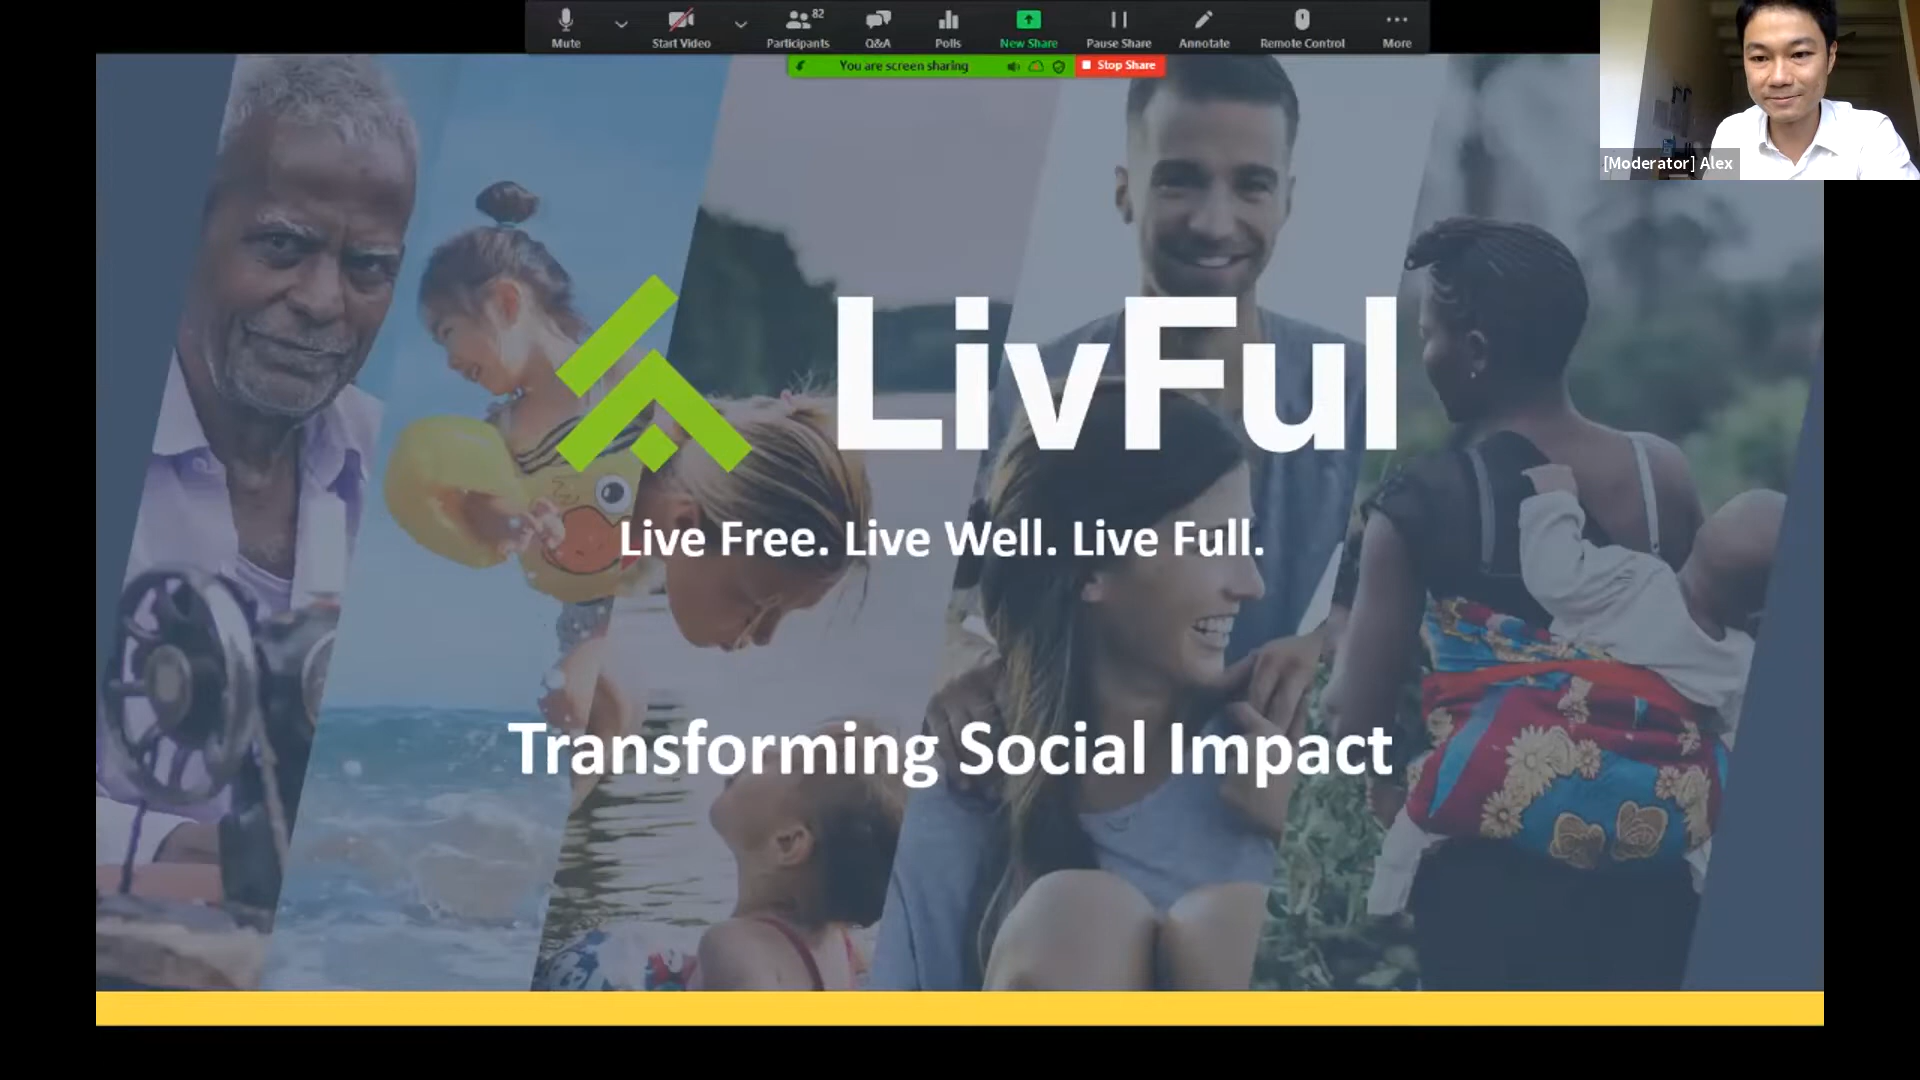 82
Mute
Start Video
Participants
Q&A
Polls
New Share
Pause Share
Annotate
Remote Control
More
You are screen sharing
Stop Share
[Moderator] Alex
LivFul
Live Free. Live Well. Live Full.
Transforming Social Impact